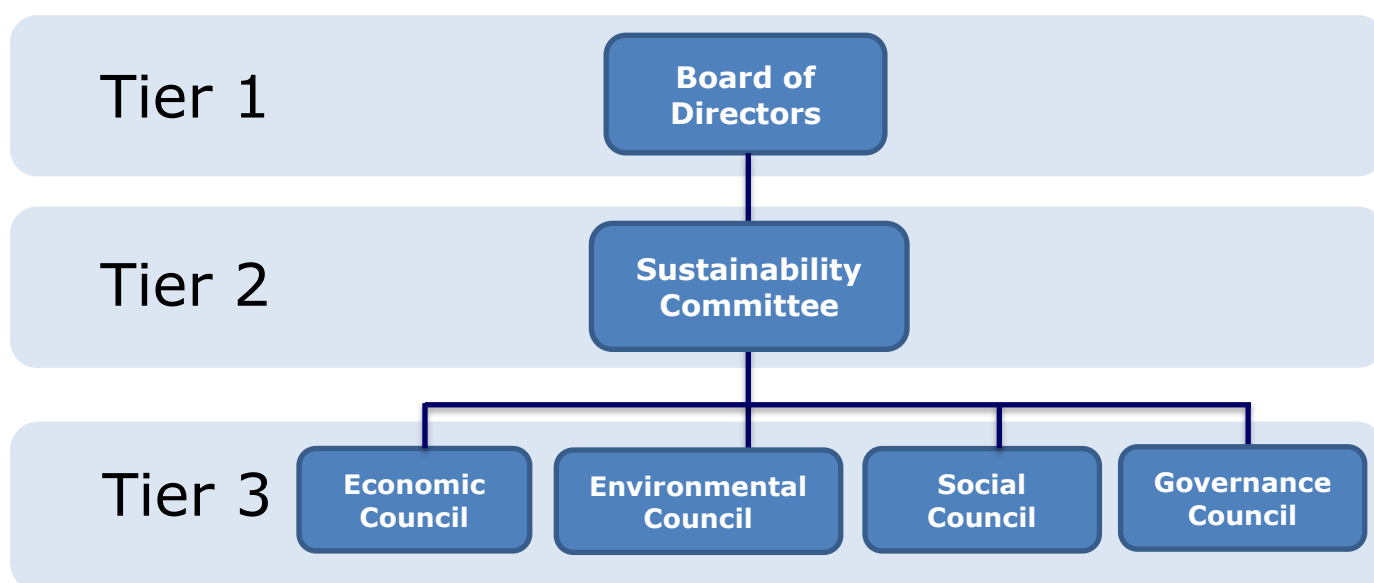 Tier 1
Board of
Directors
Tier 2
Sustainability
Committee
Tier 3
Economic
Council
Environmental
Council
Social
Council
Governance
Council